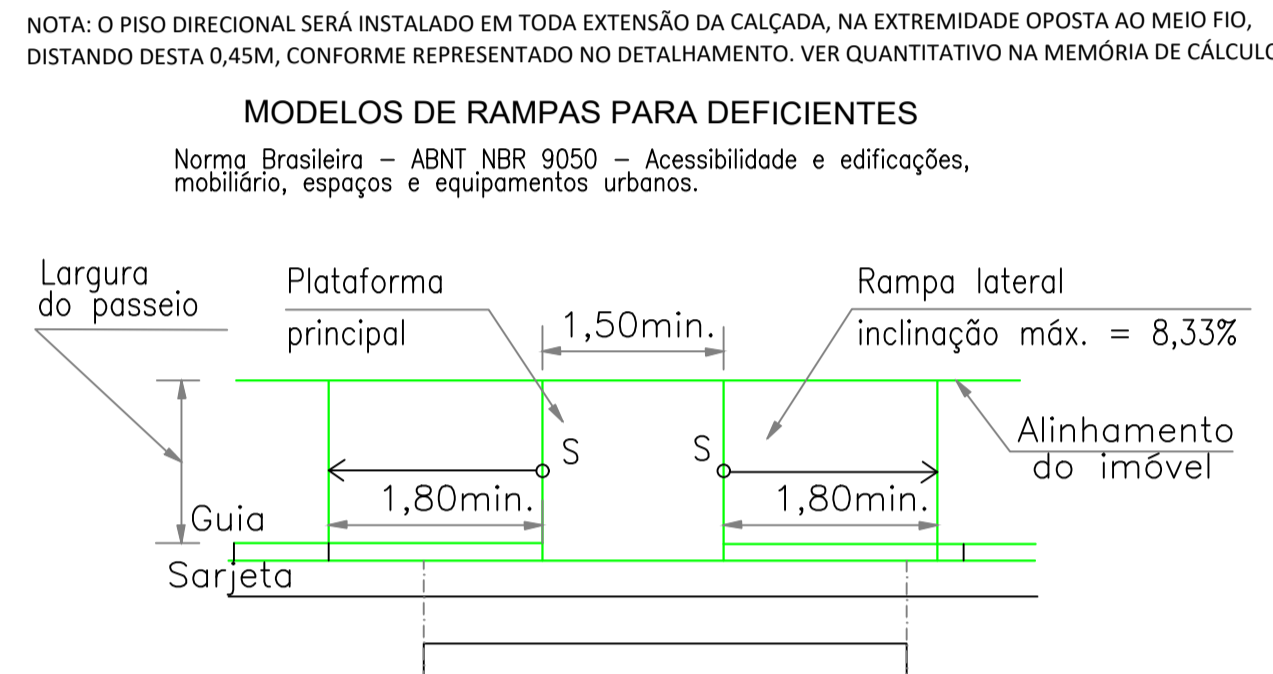 NOTA: O PISO DIRECIONAL SERÁ INSTALADO EM TODA EXTENSÃO DA CALÇADA, NA EXTREMIDADE OPOSTA AO MEIO FIO,
DISTANDO DESTA 0,45M, CONFORME REPRESENTADO NO DETALHAMENTO. VER QUANTITATIVO NA MEMÓRIA DE CÁLCULO
MODELOS DE RAMPAS PARA DEFICIENTES
Norma Brasileira – ABNT NBR 9050 – Acessibilidade e edificações,
mobiliário, espaços e equipamentos urbanos.
Largura
do passeio
Plataforma
principal
1,50min.
Rampa lateral
inclinação máx. = 8,33%
Alinhamento
do imóvel
S
S
1,80min.
1,80min.
Guia
Sarjeta